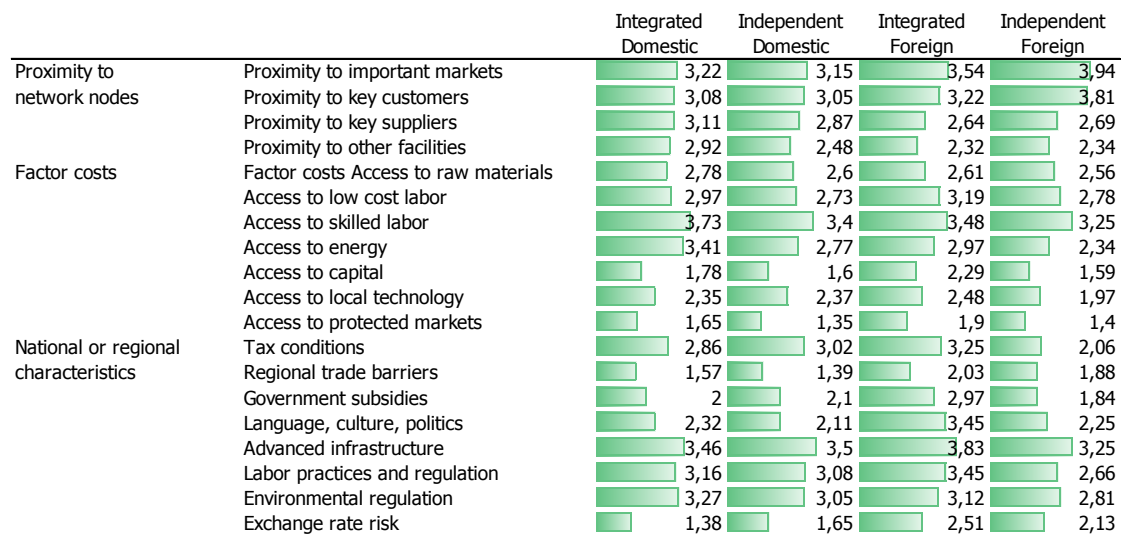 Integrated Independent Integrated Independent
Domestic Domestic Foreign Foreign
Proximity to Proximity to important markets 3,22 3,15 3,54 3,94
network nodes Proximity to key customers 3,08 3,05 3,22 3,81
Proximity to key suppliers 3,11 2,87 2,64 2,69
Proximity to other facilities 2,92 2,48 2,32 2,34
Factor costs Factor costs Access to raw materials 2,78 2,6 2,61 2,56
Access to low cost labor 2,97 2,73 3,19 2,78
Access to skilled labor 3,73 3,4 3,48 3,25
Access to energy 3,41 2,77 2,97 2,34
Access to capital 1,78 1,6 2,29 1,59
Access to local technology 2,35 2,37 2,48 1,97
Access to protected markets 1,65 1,35 1,9 1,4
National or regional Tax conditions 2,86 3,02 3,25 2,06
characteristics Regional trade barriers 1,57 1,39 2,03 1,88
Government subsidies 2 2,1 2,97 1,84
Language, culture, politics 2,32 2,11 3,45 2,25
Advanced infrastructure 3,46 3,5 3,83 3,25
Labor practices and regulation 3,16 3,08 3,45 2,66
Environmental regulation 3,27 3,05 3,12 2,81
Exchange rate risk 1,38 1,65 2,51 2,13